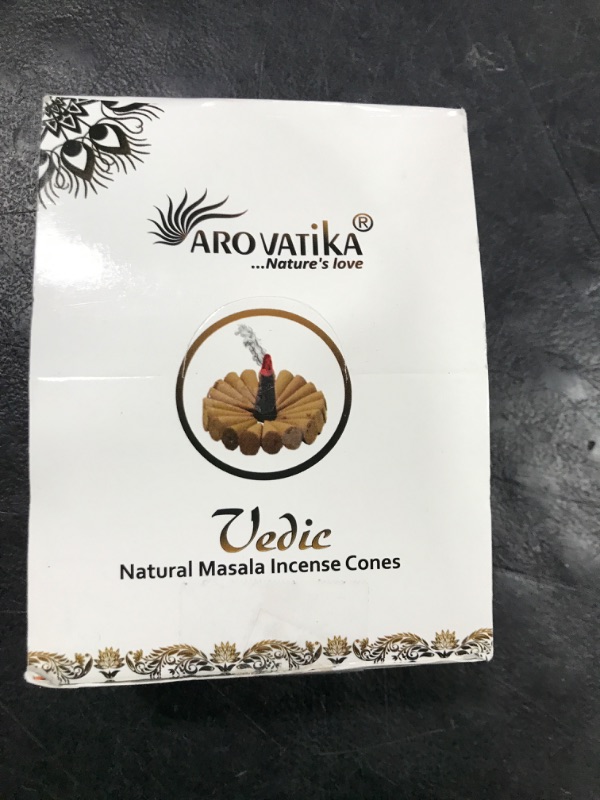 AROVATIKA®
...Nature's love
Vedic
Natural Masala Incense Cones